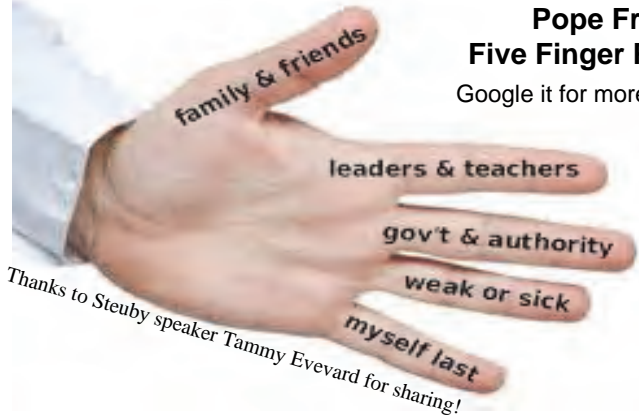 Pope Fr
Five Finger
Google it for more
family & friends
leaders & teachers
gov't & authority
weak or sick
myself last
Thanks to Steuby speaker Tammy Evevard for sharing!